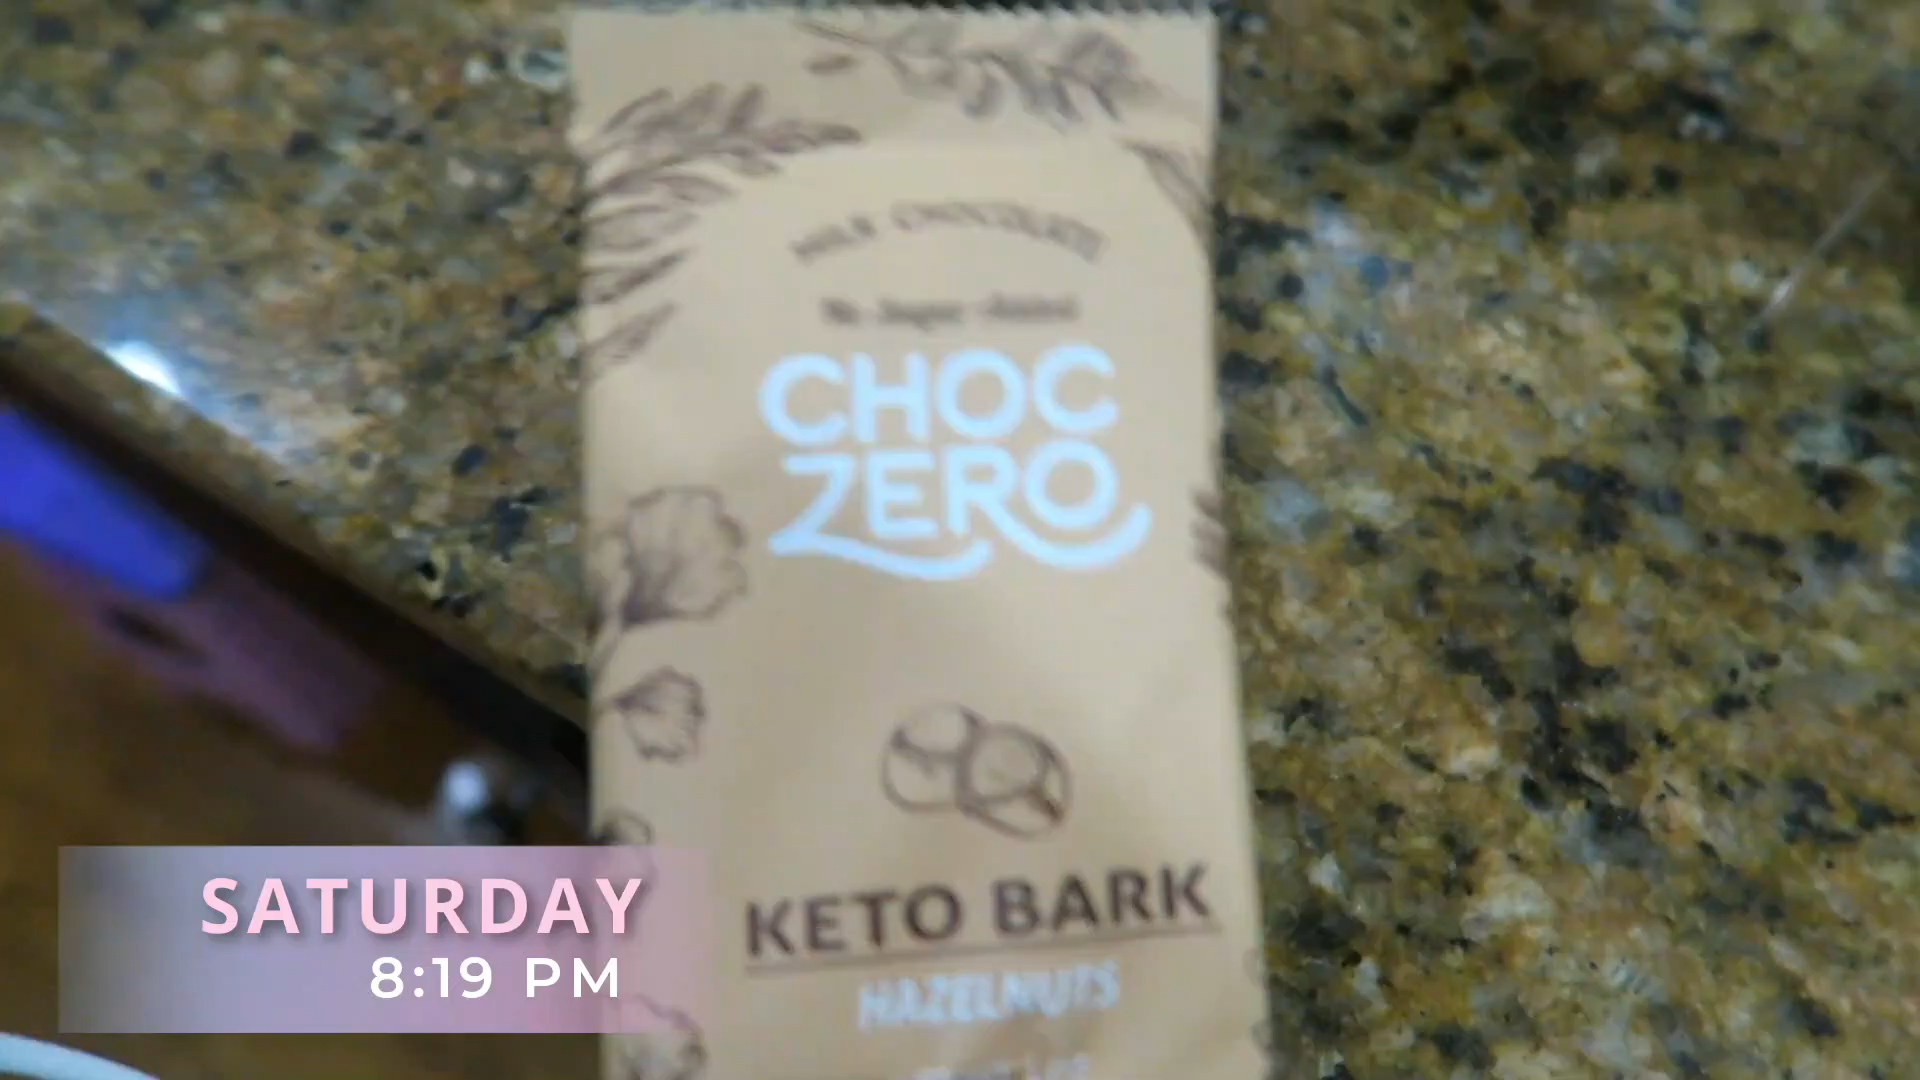 MILK CHOCOLATE
No Sugar Added
CHOC
ZERO
KETO BARK
HAZELNUTS
SATURDAY
8:19 PM